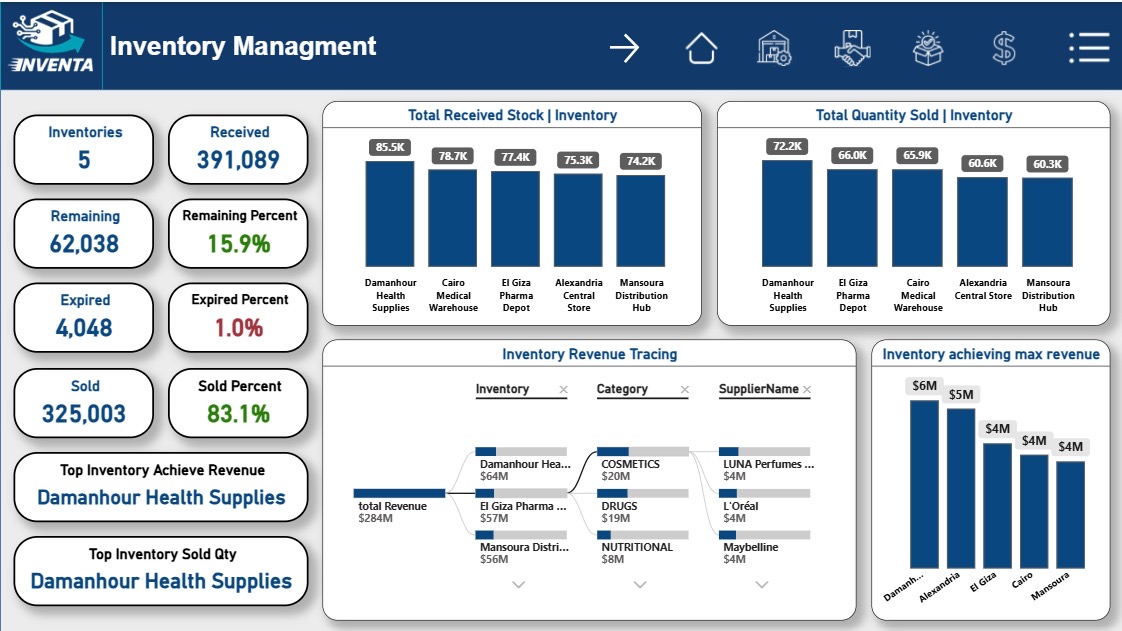 INVENTA
Inventory Managment
Inventories
5
Received
391,089
Remaining
62,038
Remaining Percent
15.9%
Expired
4,048
Expired Percent
1.0%
Sold
325,003
Sold Percent
83.1%
Top Inventory Achieve Revenue
Damanhour Health Supplies
Top Inventory Sold Qty
Damanhour Health Supplies
Total Received Stock | Inventory
85.5K
78.7K
77.4K
75.3K
74.2K
Damanhour
Health
Supplies
Cairo
Medical
Warehouse
El Giza
Pharma
Depot
Alexandria
Central
Store
Mansoura
Distribution
Hub
Total Quantity Sold | Inventory
72.2K
66.0K
65.9K
60.6K
60.3K
Damanhour
Health
Supplies
El Giza
Pharma
Depot
Cairo
Medical
Warehouse
Alexandria
Central Store
Mansoura
Distribution
Hub
Inventory Revenue Tracing
Inventory
Category
SupplierName
total Revenue
$284M
Damanhour Hea...
$64M
El Giza Pharma ...
$57M
Mansoura Distri...
$56M
COSMETICS
$20M
DRUGS
$19M
NUTRITIONAL
$8M
LUNA Perfumes ...
$4M
L'Oréal
$4M
Maybelline
$4M
Inventory achieving max revenue
$6M
$5M
$4M
$4M
$4M
Damanh...
Alexandria
El Giza
Cairo
Mansoura